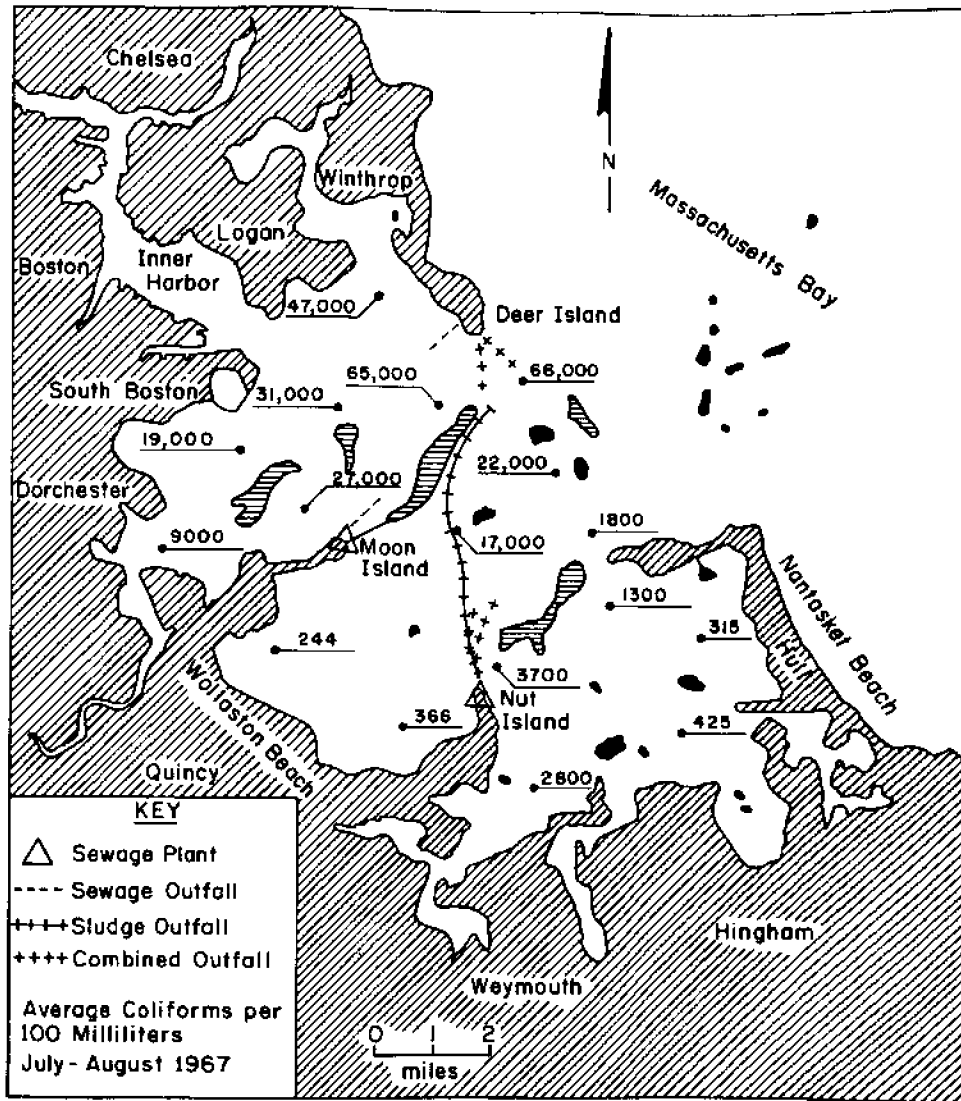 Chelsea
Winthrop
N
Massachusetts
Bay
Logan
Boston
Inner
Harbor
47,000
Deer Island
65,000
66,000
South Boston
31,000
19,000
22,000
27,000
Dorchester
9000
Moon
Island
17,000
1800
1300
Nantasket Beach
315
Hull
244
3700
Wollaston Beach
Nut
Island
366
425
Quincy
2800
KEY
Sewage Plant
Sewage Outfall
Sludge Outfall
Combined Outfall
Average Coliforms per
100 Milliliters
July - August 1967
Hingham
Weymouth
0 1 2
miles